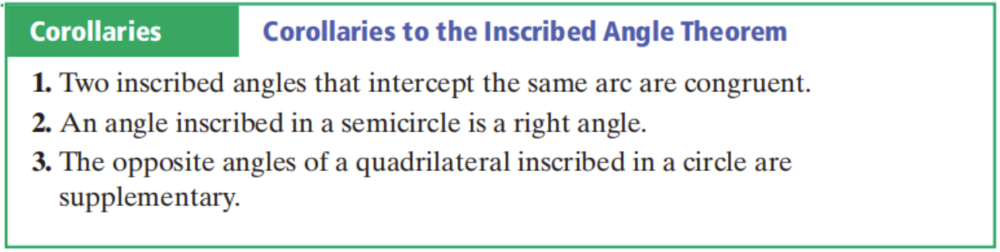 Corollaries Corollaries to the Inscribed Angle Theorem
1. Two inscribed angles that intercept the same arc are congruent.
2. An angle inscribed in a semicircle is a right angle.
3. The opposite angles of a quadrilateral inscribed in a circle are
supplementary.